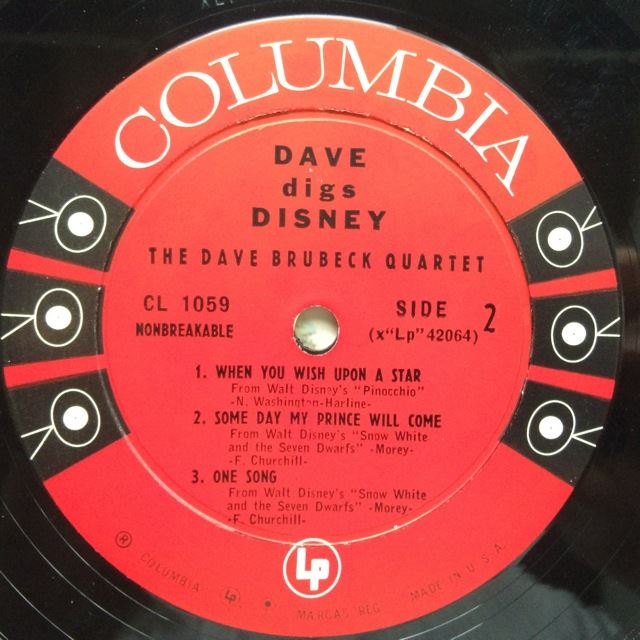 COLUMBIA
DAVE
digs
DISNEY
THE DAVE BRUBECK QUARTET
CL 1059
NONBREAKABLE
SIDE 2
(x"Lp"42064)
1. WHEN YOU WISH UPON A STAR
From Walt Disney's "Pinocchio"
-N. Washington-Harline-
2. SOME DAY MY PRINCE WILL COME
From Walt Disney's "Snow White
and the Seven Dwarfs" -Morey-
-F. Churchill-
3. ONE SONG
From Walt Disney's "Snow White
and the Seven Dwarfs" -Morey-
-F. Churchill-
Lp
® COLUMBIA Lp • MARCAS REG. MADE IN U.S.A.